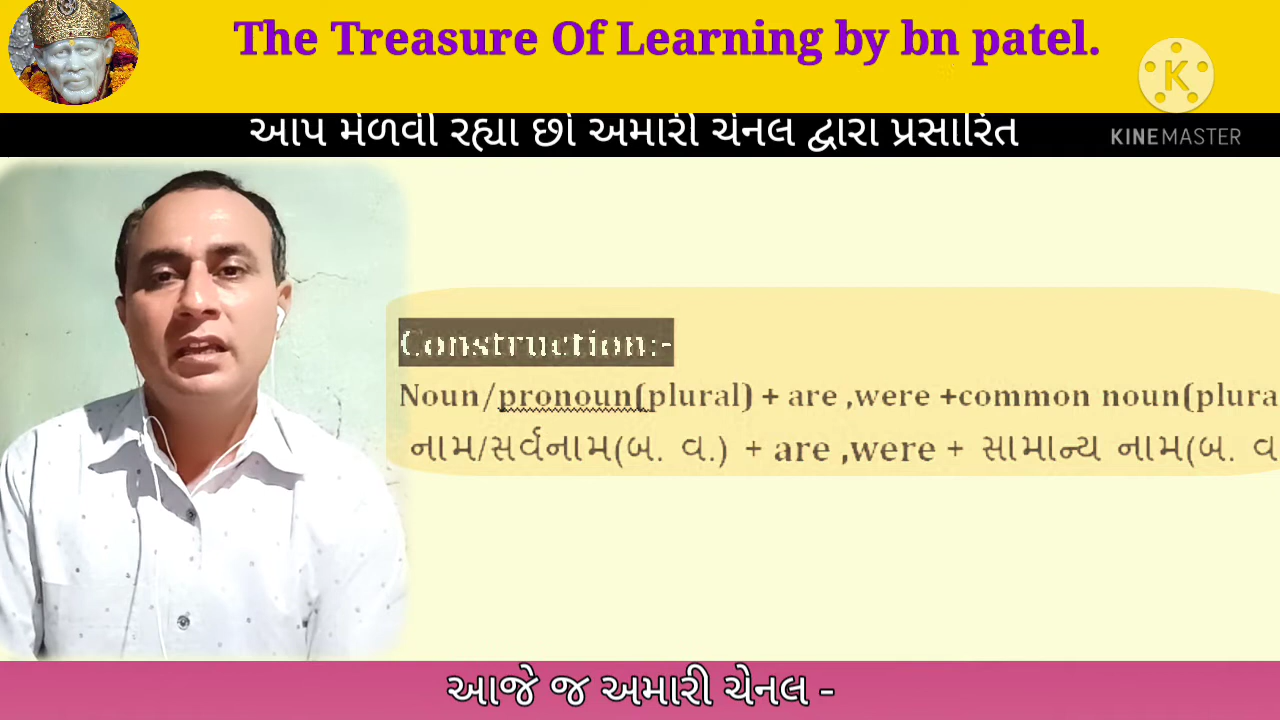 The Treasure Of Learning by bn patel.
K
KINEMASTER
આપ મેળવી રહ્યા છો અમારી ચેનલ દ્વારા પ્રસારિત
Construction:-
Noun/pronoun(plural) + are ,were +common noun(plura
નામ/સર્વનામ(બ. વ.) + are ,were + સામાન્ય નામ(બ. વ
આજે જ અમારી ચેનલ -